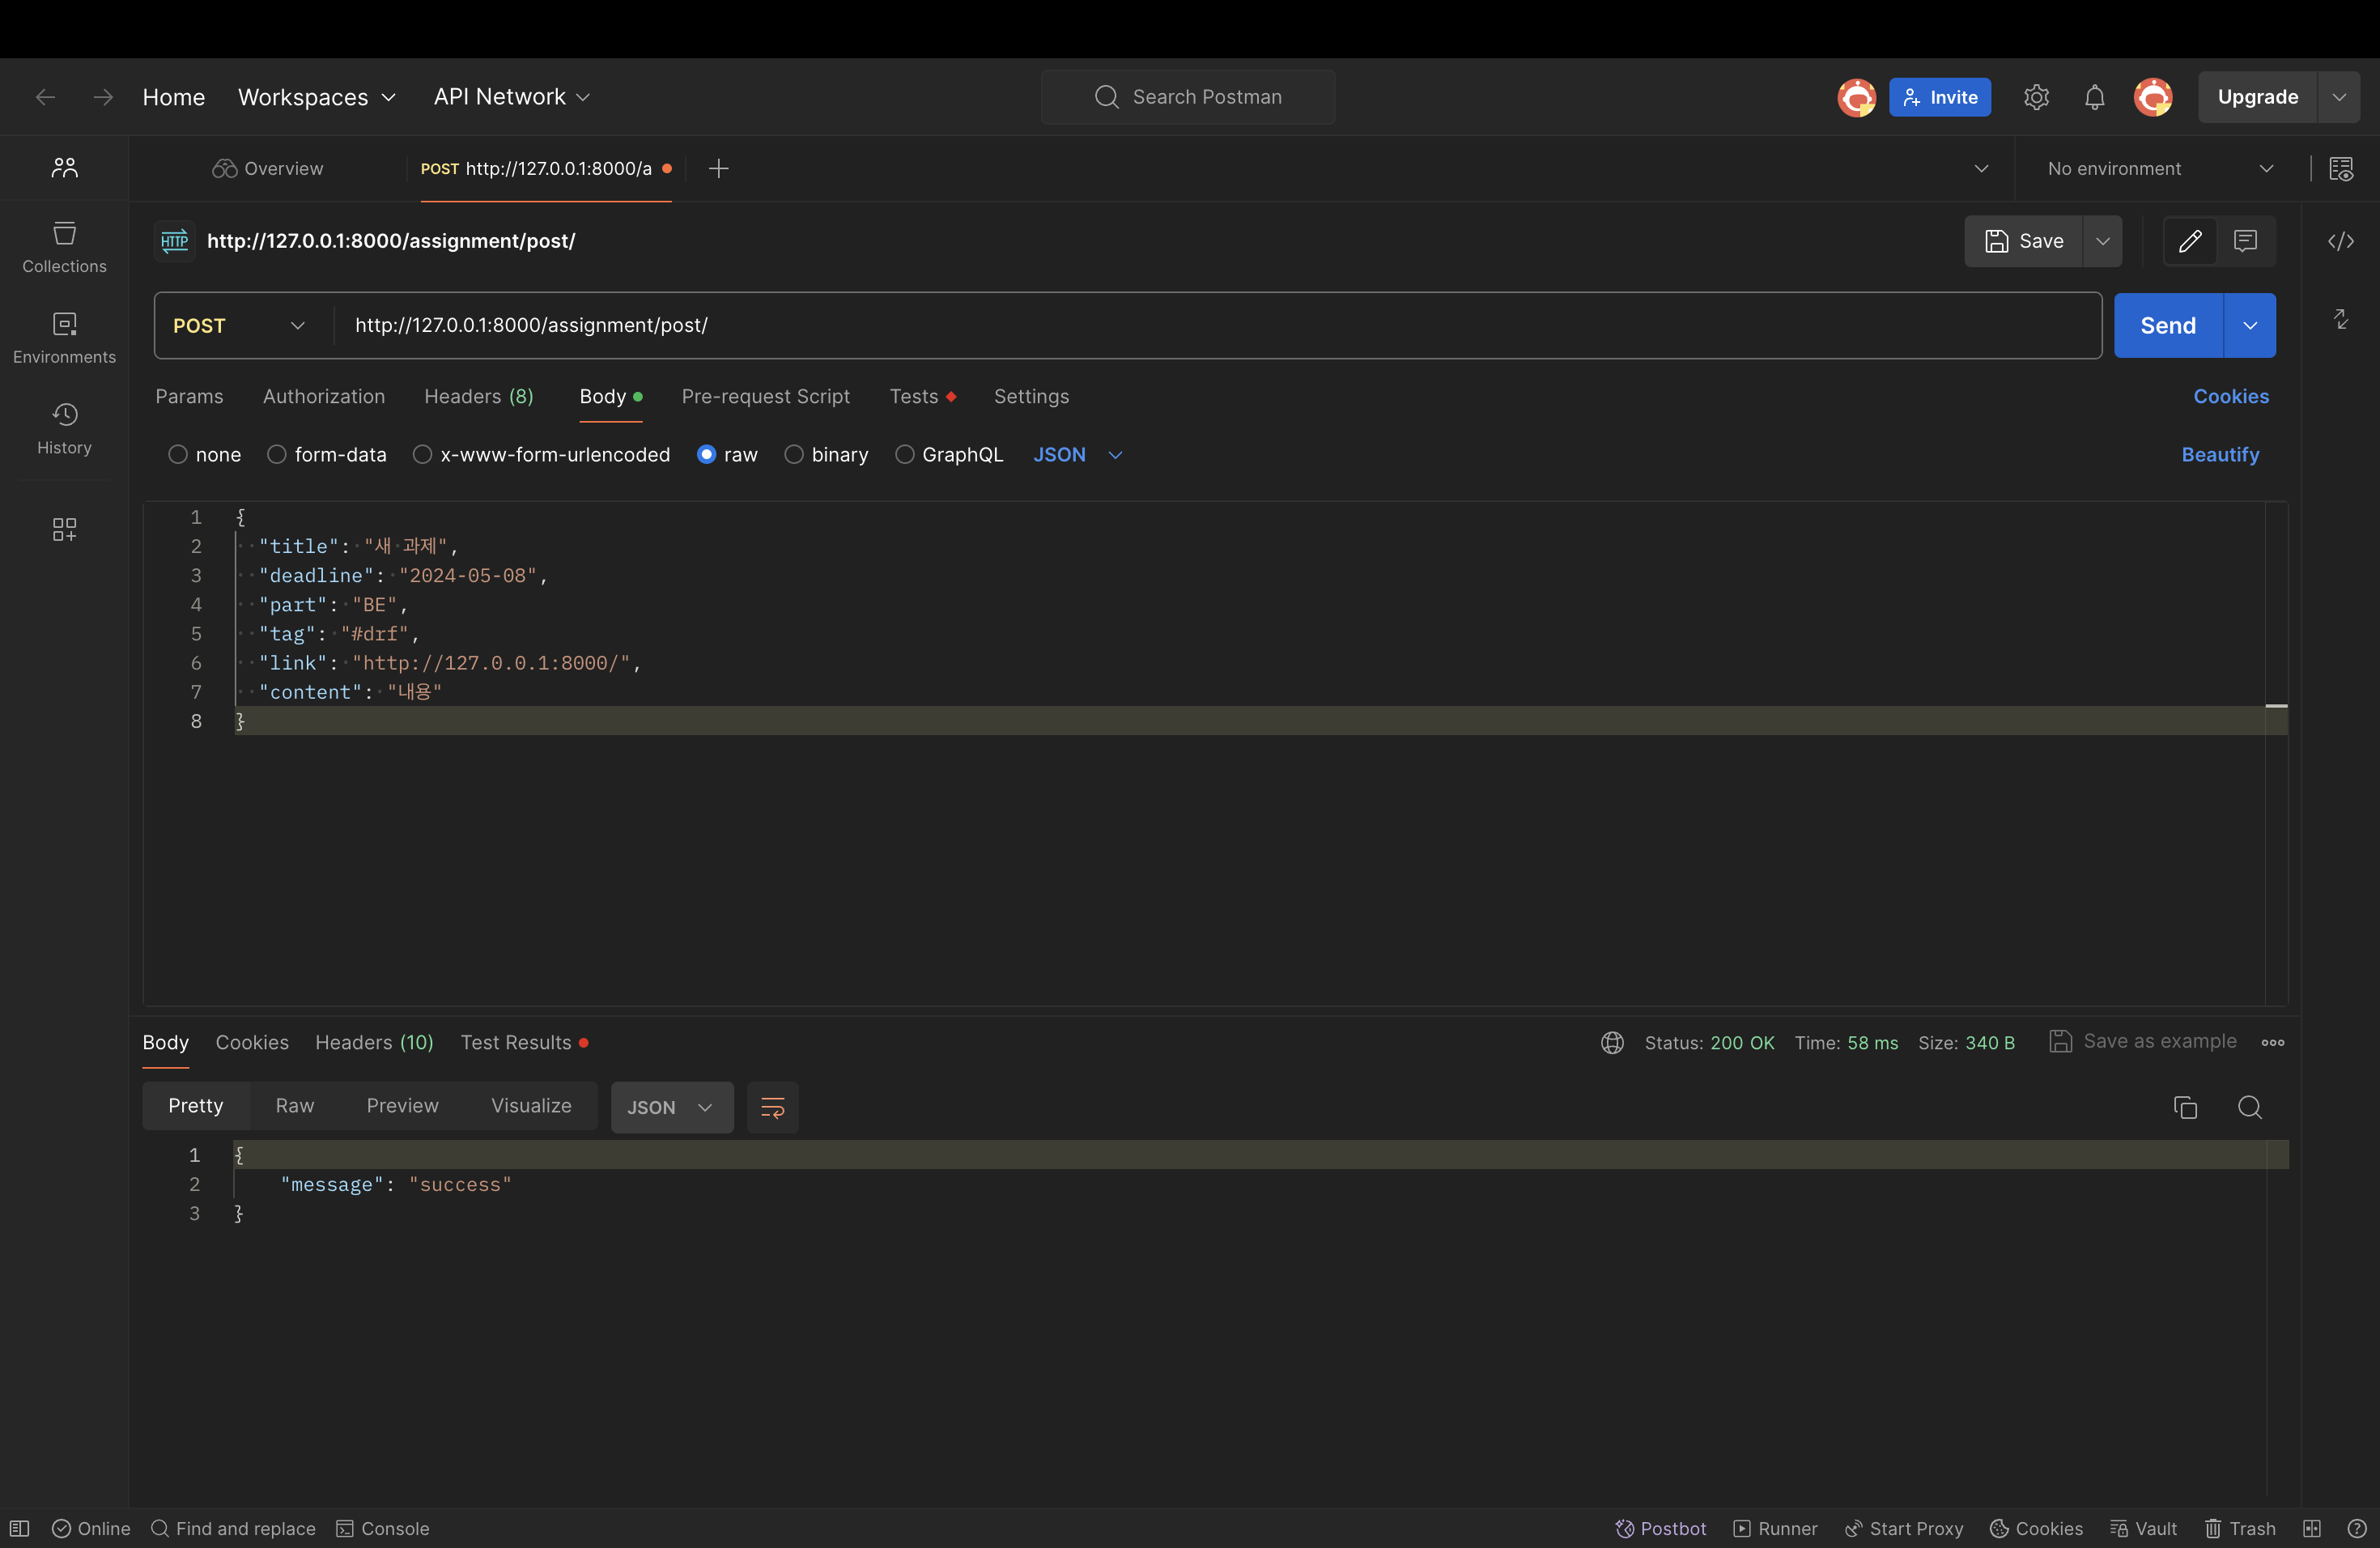 Home Workspaces API Network Search Postman Invite Upgrade
Overview POST http://127.0.0.1:8000/a No environment
HTTP http://127.0.0.1:8000/assignment/post/ Save
POST http://127.0.0.1:8000/assignment/post/ Send
Collections
Environments
History
Params Authorization Headers (8) Body Pre-request Script Tests Settings Cookies
none form-data x-www-form-urlencoded raw binary GraphQL JSON Beautify
1 {
2 "title": "새 과제",
3 "deadline": "2024-05-08",
4 "part": "BE",
5 "tag": "#drf",
6 "link": "http://127.0.0.1:8000/",
7 "content": "내용"
8 }
Body Cookies Headers (10) Test Results Status: 200 OK Time: 58 ms Size: 340 B Save as example
Pretty Raw Preview Visualize JSON
1 {
2 "message": "success"
3 }
Online Find and replace Console Postbot Runner Start Proxy Cookies Vault Trash